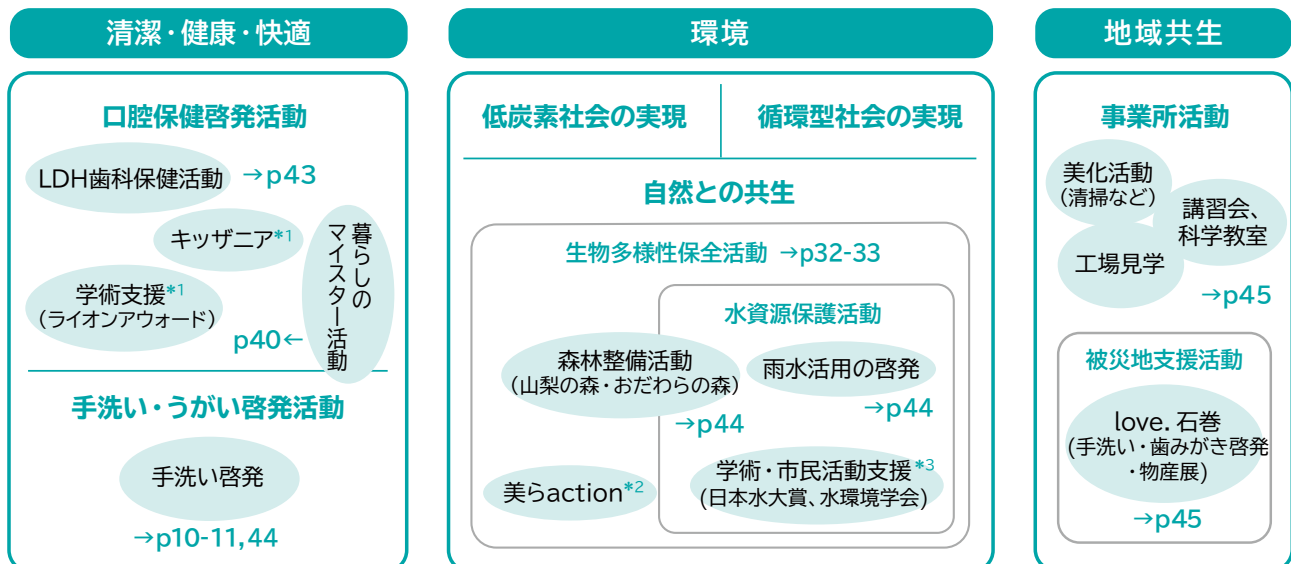 清潔・健康・快適
口腔保健啓発活動
LDH歯科保健活動 →p43
キッザニア*1
学術支援*1
(ライオンアウォード)
暮らしの
マイスター活動
p40←
手洗い・うがい啓発活動
手洗い啓発
→p10-11,44
環境
低炭素社会の実現
循環型社会の実現
自然との共生
生物多様性保全活動 →p32-33
水資源保護活動
森林整備活動
(山梨の森・おだわらの森)
→p44
雨水活用の啓発
→p44
美らaction*2
学術・市民活動支援*3
(日本水大賞、水環境学会)
地域共生
事業所活動
美化活動
(清掃など)
講習会、
科学教室
工場見学
→p45
被災地支援活動
love. 石巻
(手洗い・歯みがき啓発
・物産展)
→p45